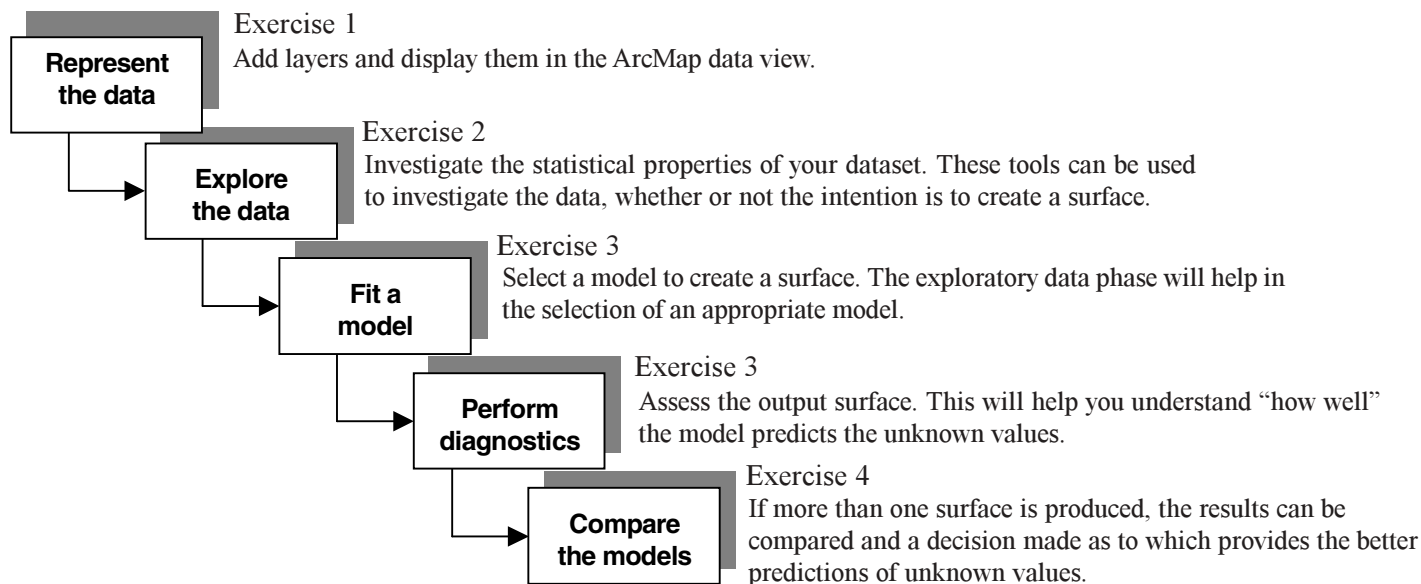 Exercise 1
Add layers and display them in the ArcMap data view.
Represent
the data
Exercise 2
Investigate the statistical properties of your dataset. These tools can be used
to investigate the data, whether or not the intention is to create a surface.
Explore
the data
Exercise 3
Select a model to create a surface. The exploratory data phase will help in
the selection of an appropriate model.
Fit a
model
Exercise 3
Assess the output surface. This will help you understand “how well”
the model predicts the unknown values.
Perform
diagnostics
Exercise 4
If more than one surface is produced, the results can be
compared and a decision made as to which provides the better
predictions of unknown values.
Compare
the models